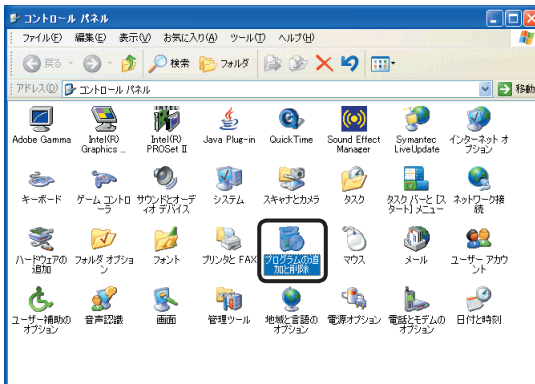 コントロール パネル
ファイル(F) 編集(E) 表示(V) お気に入り(A) ツール(T) ヘルプ(H)
戻る 検索 フォルダ
アドレス(D) コントロール パネル 移動
Adobe Gamma
Intel(R) Graphics ..
Intel(R) PROSet II
Java Plug-in
QuickTime
Sound Effect Manager
Symantec LiveUpdate
インターネット オプション
キーボード
ゲーム コントローラ
サウンドとオーディオ デバイス
システム
スキャナとカメラ
タスク
タスク バーと [スタート] メニュー
ネットワーク接続
ハードウェアの追加
フォルダ オプション
フォント
プリンタと FAX
プログラムの追加と削除
マウス
メール
ユーザー アカウント
ユーザー補助のオプション
音声認識
画面
管理ツール
地域と言語のオプション
電源オプション
電話とモデムのオプション
日付と時刻